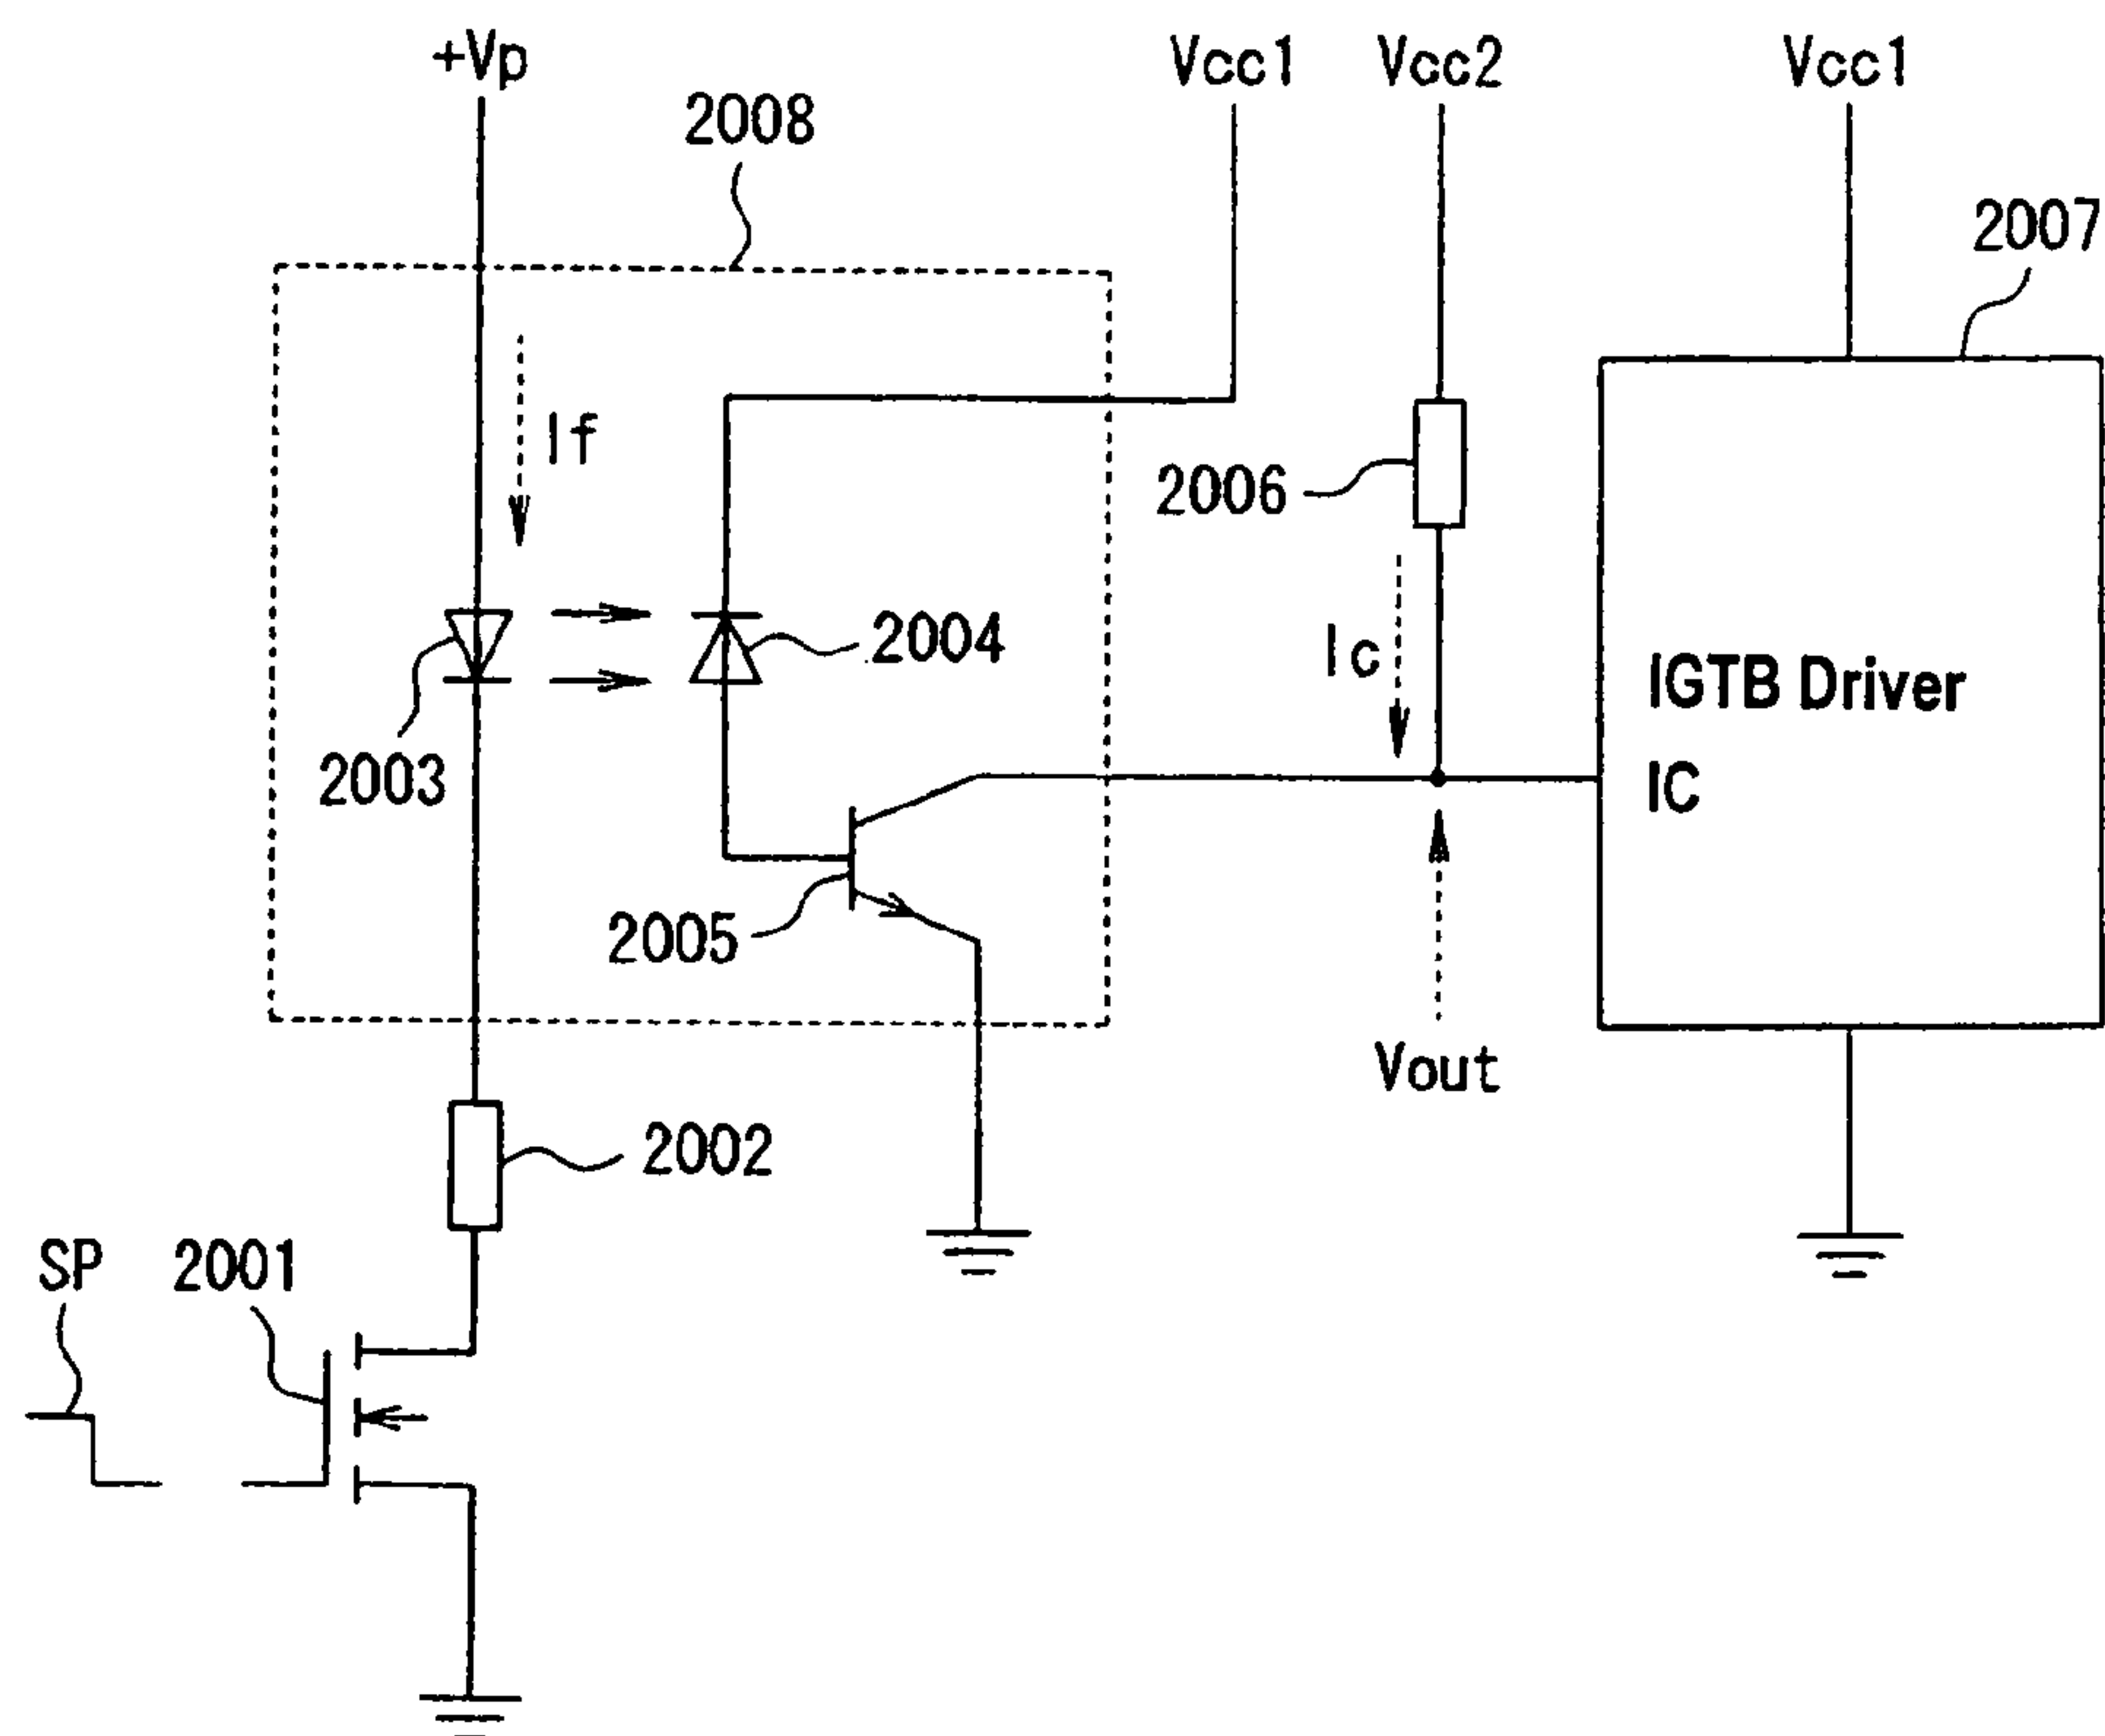 +Vp
Vcc1
Vcc2
Vcc1
2008
2007
If
2006
2004
Ic
IGTB Driver
IC
2003
2005
Vout
2002
SP
2001